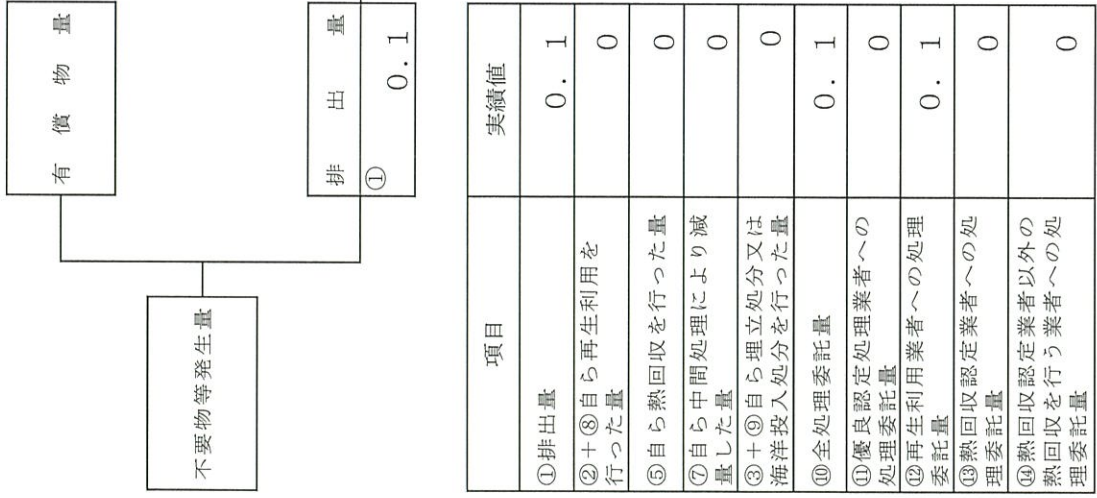 有償物量
不要物等発生量
排出量
①
0.1
項目
実績値
①排出量
0.1
②+⑧自ら再生利用を
行った量
0
⑤自ら熱回収を行った量
0
⑦自ら中間処理により減
量した量
0
③+⑨自ら埋立処分又は
海洋投入処分を行った量
0
⑩全処理委託量
0.1
⑪優良認定処理業者への
処理委託量
0
⑫再生利用業者への処理
委託量
0.1
⑬熱回収認定業者への処
理委託量
0
⑭熱回収認定業者以外の
熱回収を行う業者への処
理委託量
0